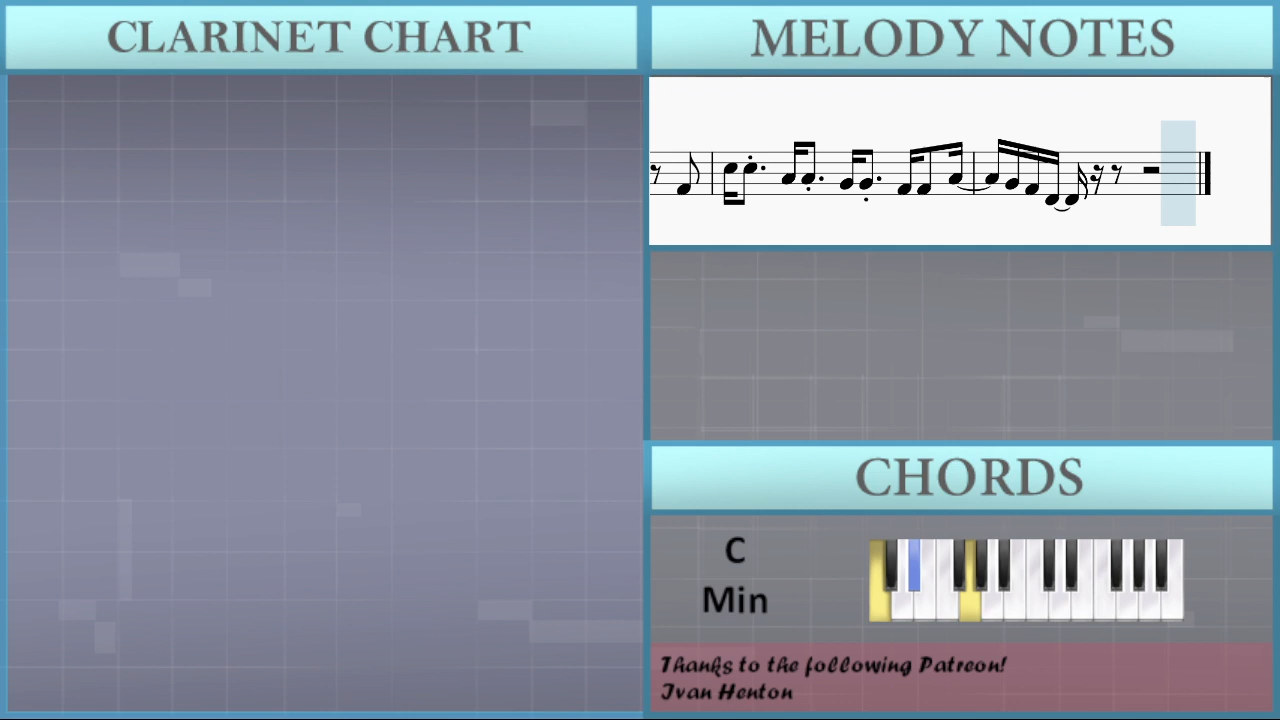 CLARINET CHART
MELODY NOTES
CHORDS
C
Min
Thanks to the following Patreon!
Ivan Henton